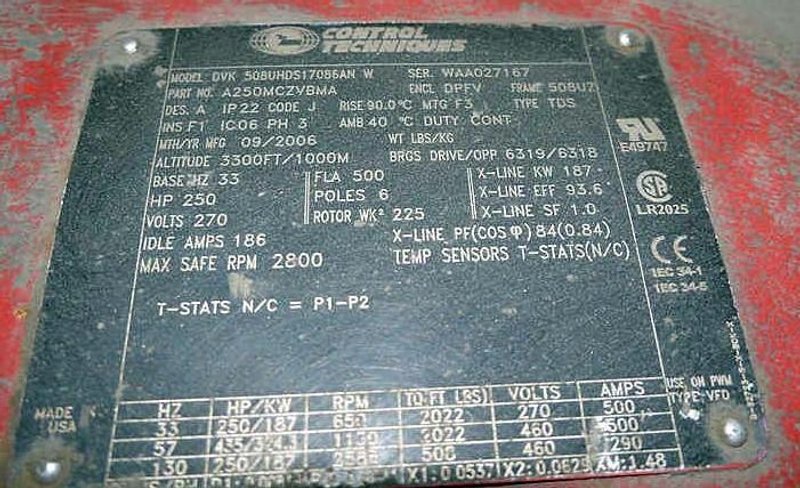 CONTROL
TECHNIQUES
MODEL DVK 508UHDS17086AN W SER. WAA027167
PART NO. A250MCZVBMA ENCL DPFV FRAME 508UZ
DES. A IP22 CODE J RISE 90.0°C MTG F3 TYPE TDS
INS F1 IC06 PH 3 AMB 40 °C DUTY CONT
MTH/YR MFG 09/2006 WT LBS/KG
ALTITUDE 3300FT/1000M BRGS DRIVE/OPP 6319/6318
BASE HZ 33 FLA 500 X-LINE KW 187
HP 250 POLES 6 X-LINE EFF 93.6
VOLTS 270 ROTOR WK² 225 X-LINE SF 1.0
IDLE AMPS 186 X-LINE PF(COS φ) 84(0.84)
MAX SAFE RPM 2800 TEMP SENSORS T-STATS(N/C)
T-STATS N/C = P1-P2
E49747
LR2025
CE
IEC 34-1
IEC 34-5
MADE IN
USA
HZ HP/KW RPM TQ(FT LBS) VOLTS AMPS
33 250/187 650 2022 270 500
57 1130 2022 460 500
130 250/187 2585 508 460 290
X1: 0.0537 X2: 0.0629 XM: 1.48
USE ON PWM
TYPE VFD